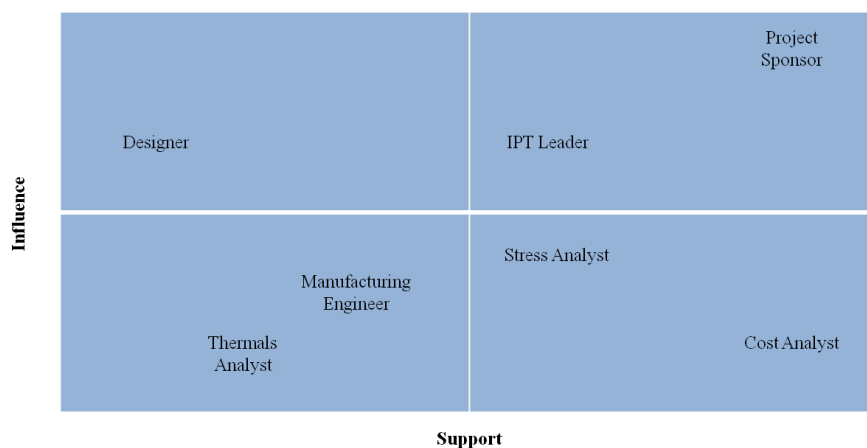 Project
Sponsor
Designer
IPT Leader
Influence
Stress Analyst
Manufacturing
Engineer
Thermals
Analyst
Cost Analyst
Support